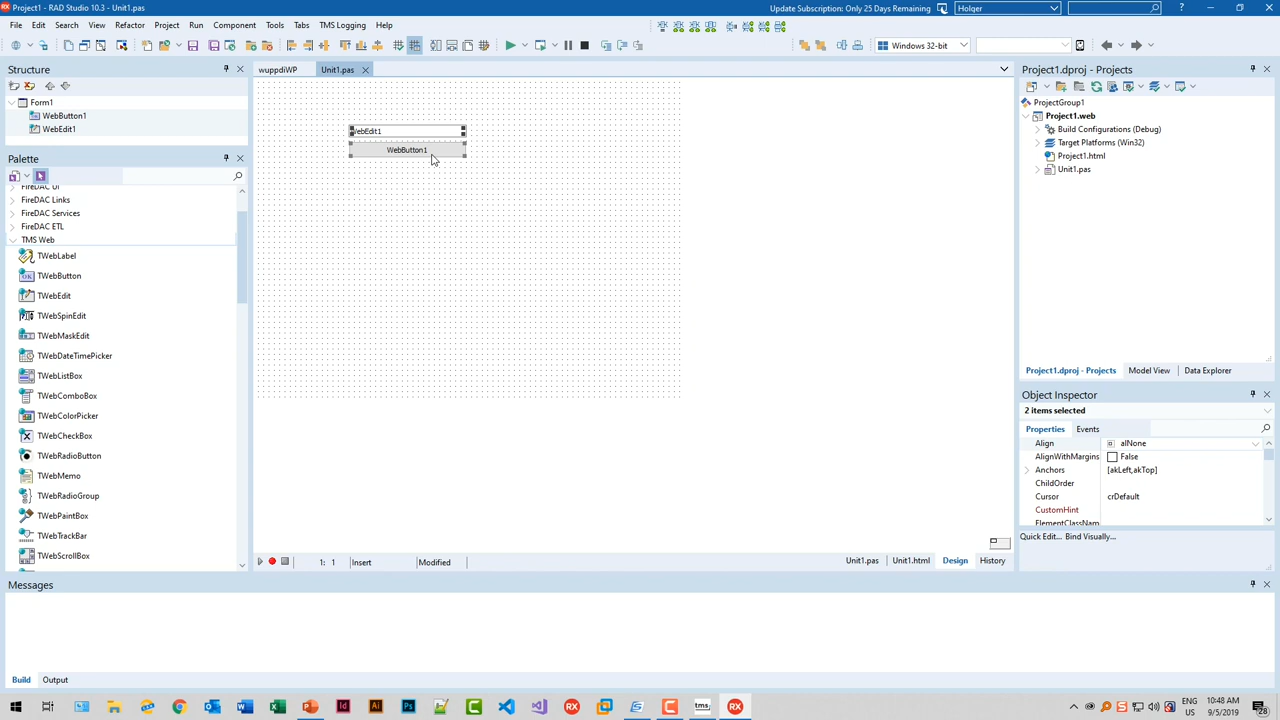 Project1 - RAD Studio 10.3 - Unit1.pas
Update Subscription: Only 25 Days Remaining
Holger
File Edit Search View Refactor Project Run Component Tools Tabs TMS Logging Help
Windows 32-bit
Structure
Form1
WebButton1
WebEdit1
Palette
FireDAC UI
FireDAC Links
FireDAC Services
FireDAC ETL
TMS Web
TWebLabel
TWebButton
TWebEdit
TWebSpinEdit
TWebMaskEdit
TWebDateTimePicker
TWebListBox
TWebComboBox
TWebColorPicker
TWebCheckBox
TWebRadioButton
TWebMemo
TWebRadioGroup
TWebPaintBox
TWebTrackBar
TWebScrollBox
wuppdiWP Unit1.pas
WebEdit1
WebButton1
1: 1 Insert Modified
Unit1.pas Unit1.html Design History
Project1.dproj - Projects
ProjectGroup1
Project1.web
Build Configurations (Debug)
Target Platforms (Win32)
Project1.html
Unit1.pas
Project1.dproj - Projects Model View Data Explorer
Object Inspector
2 items selected
Properties Events
Align alNone
AlignWithMargins False
Anchors [akLeft,akTop]
ChildOrder
Cursor crDefault
CustomHint
ElementClassNam
Quick Edit... Bind Visually...
Messages
Build Output
ENG
US
10:48 AM
9/5/2019
28